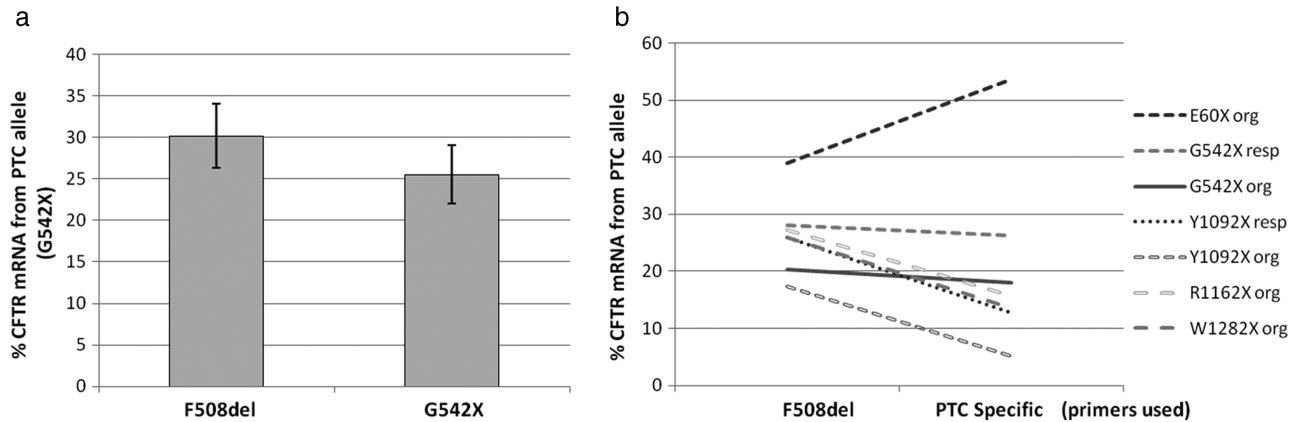 a
% CFTR mRNA from PTC allele
(G542X)
40
35
30
25
20
15
10
5
0
F508del G542X
b
% CFTR mRNA from PTC allele
60
50
40
30
20
10
0
F508del PTC Specific (primers used)
E60X org
G542X resp
G542X org
Y1092X resp
Y1092X org
R1162X org
W1282X org